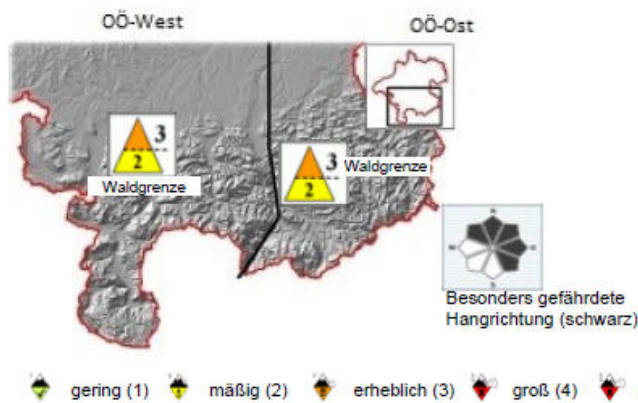 OÖ-West
OÖ-Ost
3
2
Waldgrenze
3
2
Waldgrenze
Besonders gefährdete
Hangrichtung (schwarz)
gering (1) mäßig (2) erheblich (3) groß (4)